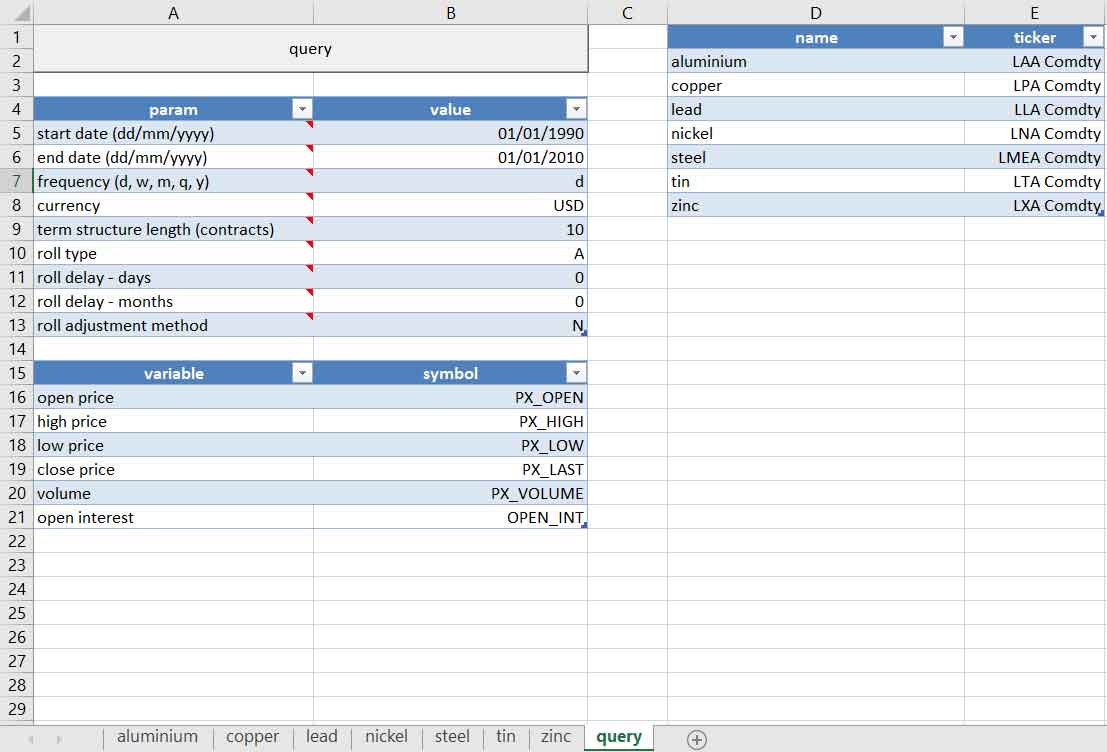 A B C D E
1 query name ticker
2 aluminium LAA Comdty
3 copper LPA Comdty
4 param value lead LLA Comdty
5 start date (dd/mm/yyyy) 01/01/1990 nickel LNA Comdty
6 end date (dd/mm/yyyy) 01/01/2010 steel LMEA Comdty
7 frequency (d, w, m, q, y) d tin LTA Comdty
8 currency USD zinc LXA Comdty
9 term structure length (contracts) 10
10 roll type A
11 roll delay - days 0
12 roll delay - months 0
13 roll adjustment method N
14
15 variable symbol
16 open price PX_OPEN
17 high price PX_HIGH
18 low price PX_LOW
19 close price PX_LAST
20 volume PX_VOLUME
21 open interest OPEN_INT
22
23
24
25
26
27
28
29
aluminium copper lead nickel steel tin zinc query